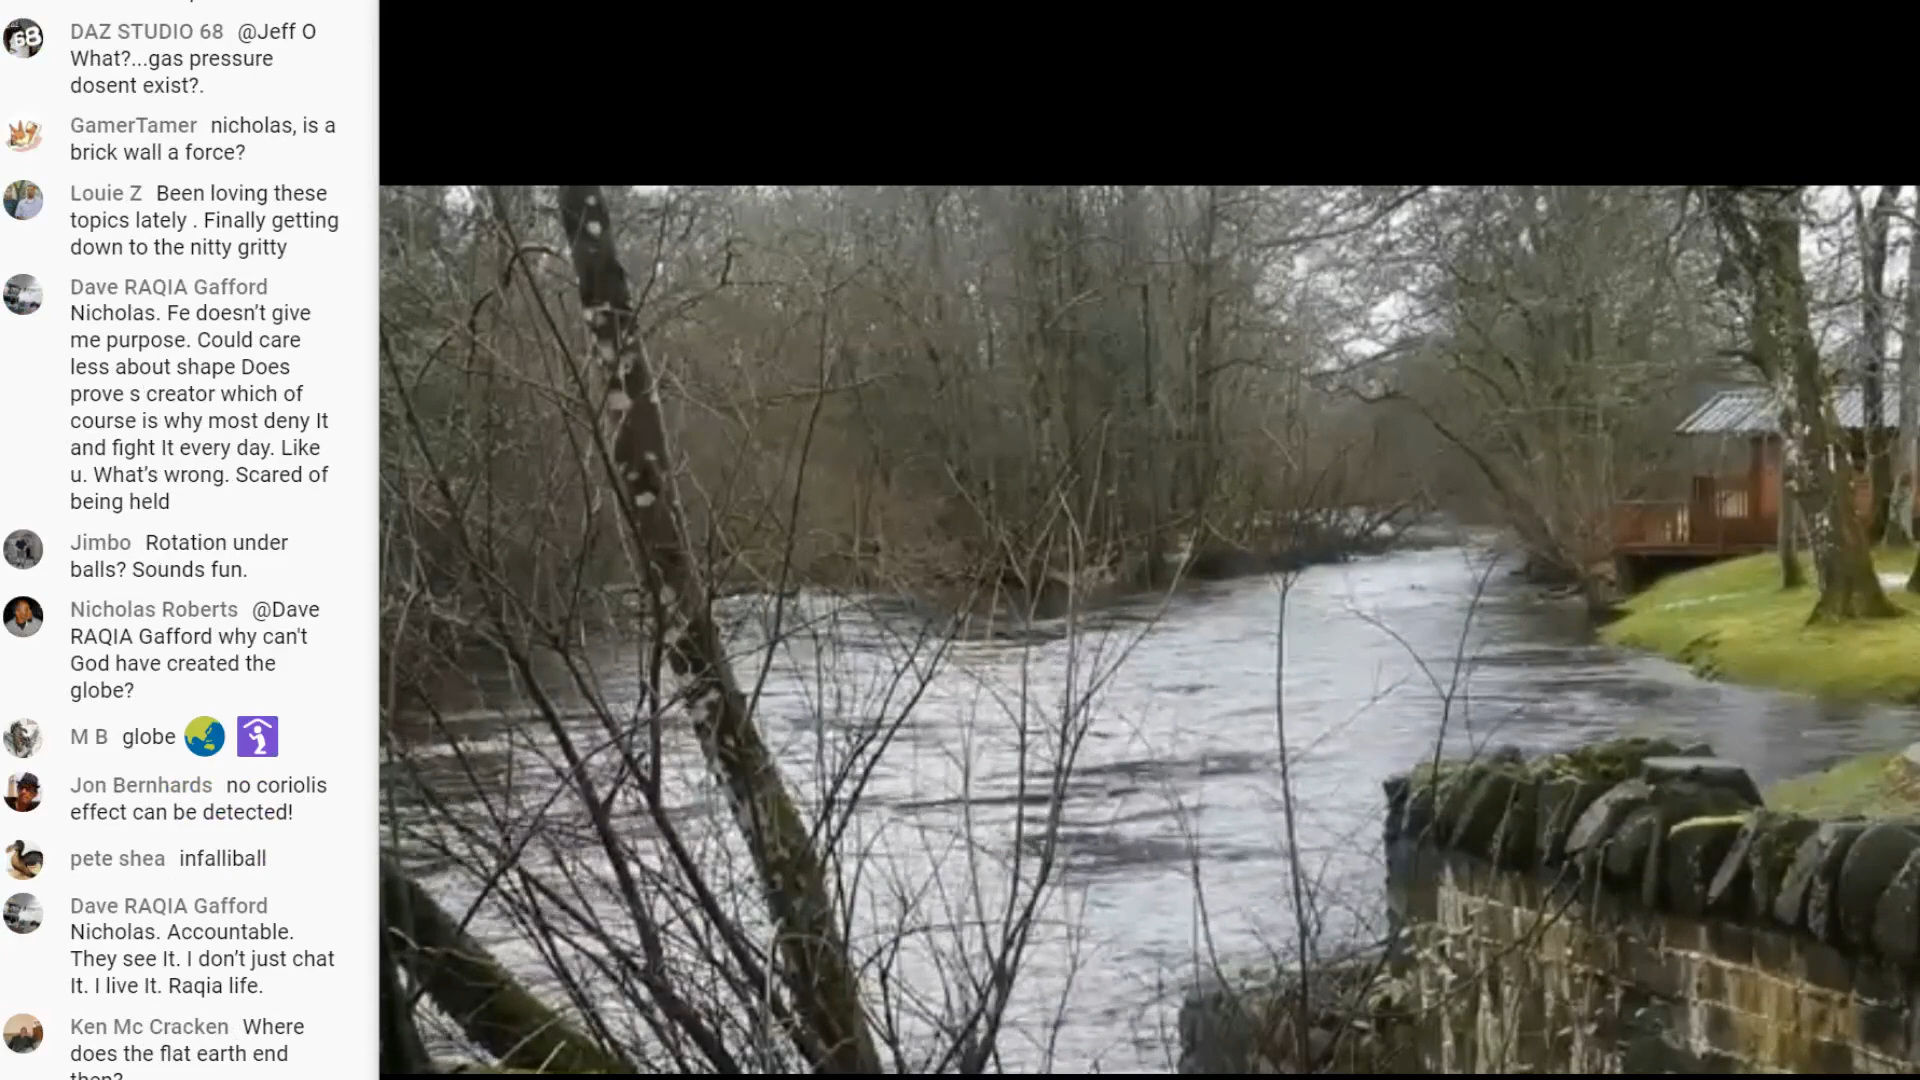 DAZ STUDIO 68 @Jeff O
What?...gas pressure
dosent exist?.
GamerTamer nicholas, is a
brick wall a force?
Louie Z Been loving these
topics lately . Finally getting
down to the nitty gritty
Dave RAQIA Gafford
Nicholas. Fe doesn’t give
me purpose. Could care
less about shape Does
prove s creator which of
course is why most deny It
and fight It every day. Like
u. What’s wrong. Scared of
being held
Jimbo Rotation under
balls? Sounds fun.
Nicholas Roberts @Dave
RAQIA Gafford why can't
God have created the
globe?
M B globe
Jon Bernhards no coriolis
effect can be detected!
pete shea infalliball
Dave RAQIA Gafford
Nicholas. Accountable.
They see It. I don’t just chat
It. I live It. Raqia life.
Ken Mc Cracken Where
does the flat earth end
then?